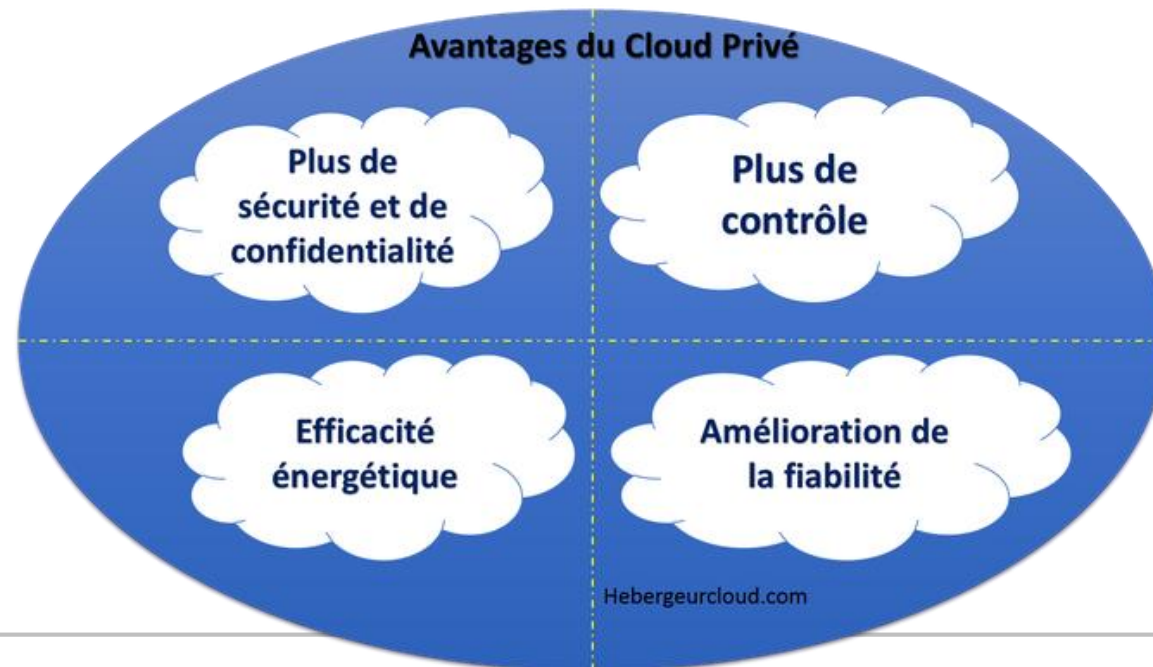 Avantages du Cloud Privé
Plus de
sécurité et de
confidentialité
Plus de
contrôle
Efficacité
énergétique
Amélioration de
la fiabilité
Hebergeurcloud.com